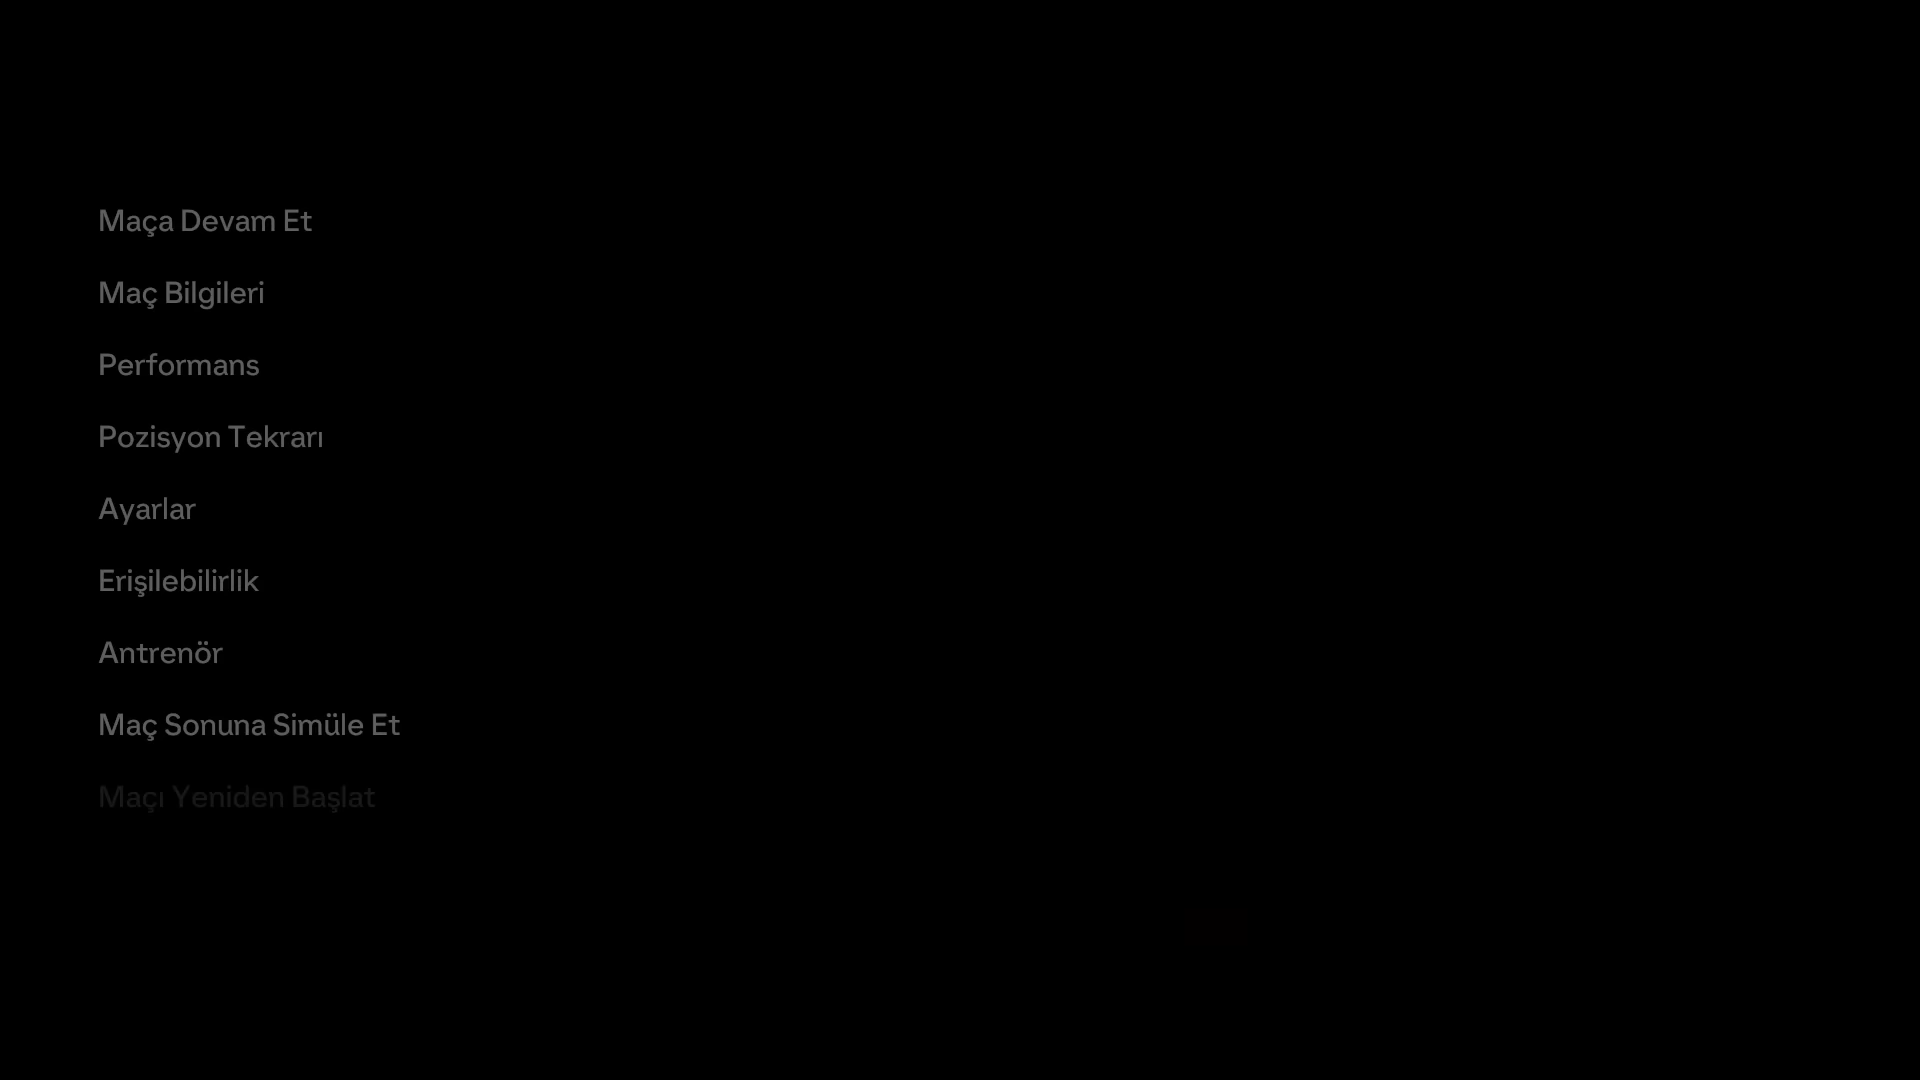 Maça Devam Et
Maç Bilgileri
Performans
Pozisyon Tekrarı
Ayarlar
Erişilebilirlik
Antrenör
Maç Sonuna Simüle Et
Maçı Yeniden Başlat